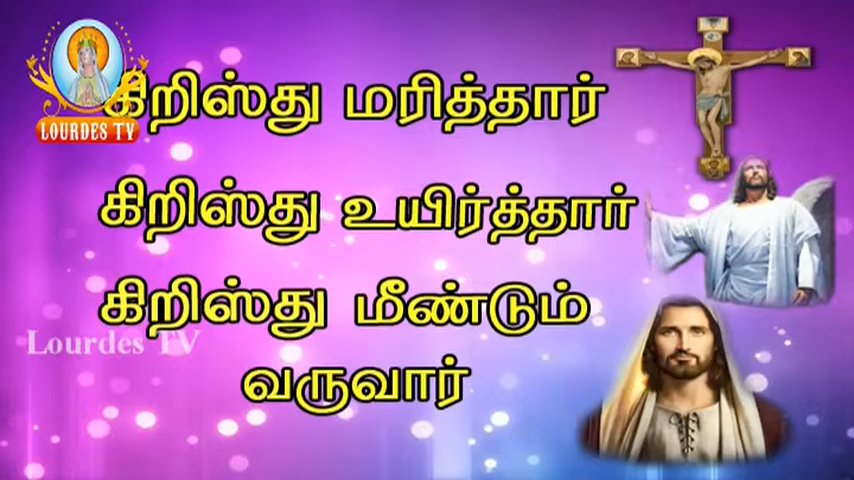 கிறிஸ்து மரித்தார்
LOURDES TV
கிறிஸ்து உயிர்த்தார்
கிறிஸ்து மீண்டும்
Lourdes TV
வருவார்